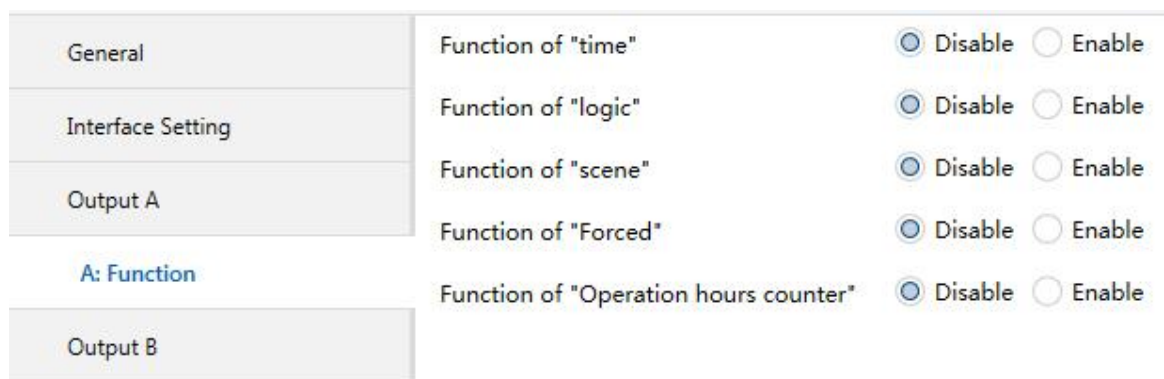 General
Interface Setting
Output A
A: Function
Output B
Function of "time" Disable Enable
Function of "logic" Disable Enable
Function of "scene" Disable Enable
Function of "Forced" Disable Enable
Function of "Operation hours counter" Disable Enable